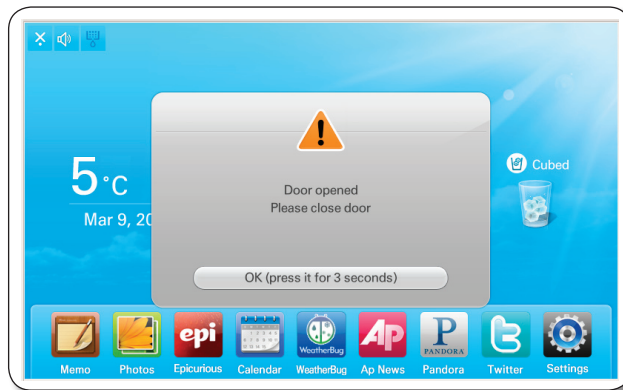 5°C
Mar 9, 20
Door opened
Please close door
OK (press it for 3 seconds)
Cubed
epi
WeatherBug
AP
P
PANDORA
Memo Photos Epicurious Calendar WeatherBug Ap News Pandora Twitter Settings